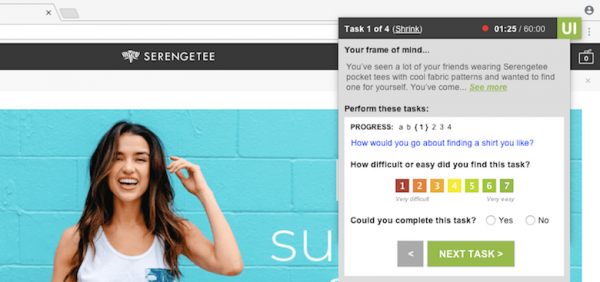 Task 1 of 4 (Shrink) 01:25 / 60:00 UI
SERENGETEE
0
Your frame of mind...
You've seen a lot of your friends wearing Serengetee
pocket tees with cool fabric patterns and wanted to find
one for yourself. You've come... See more
Perform these tasks:
PROGRESS: a b { 1 } 2 3 4
How would you go about finding a shirt you like?
How difficult or easy did you find this task?
1 2 3 4 5 6 7
Very difficult Very easy
Could you complete this task? Yes No
su
< NEXT TASK >